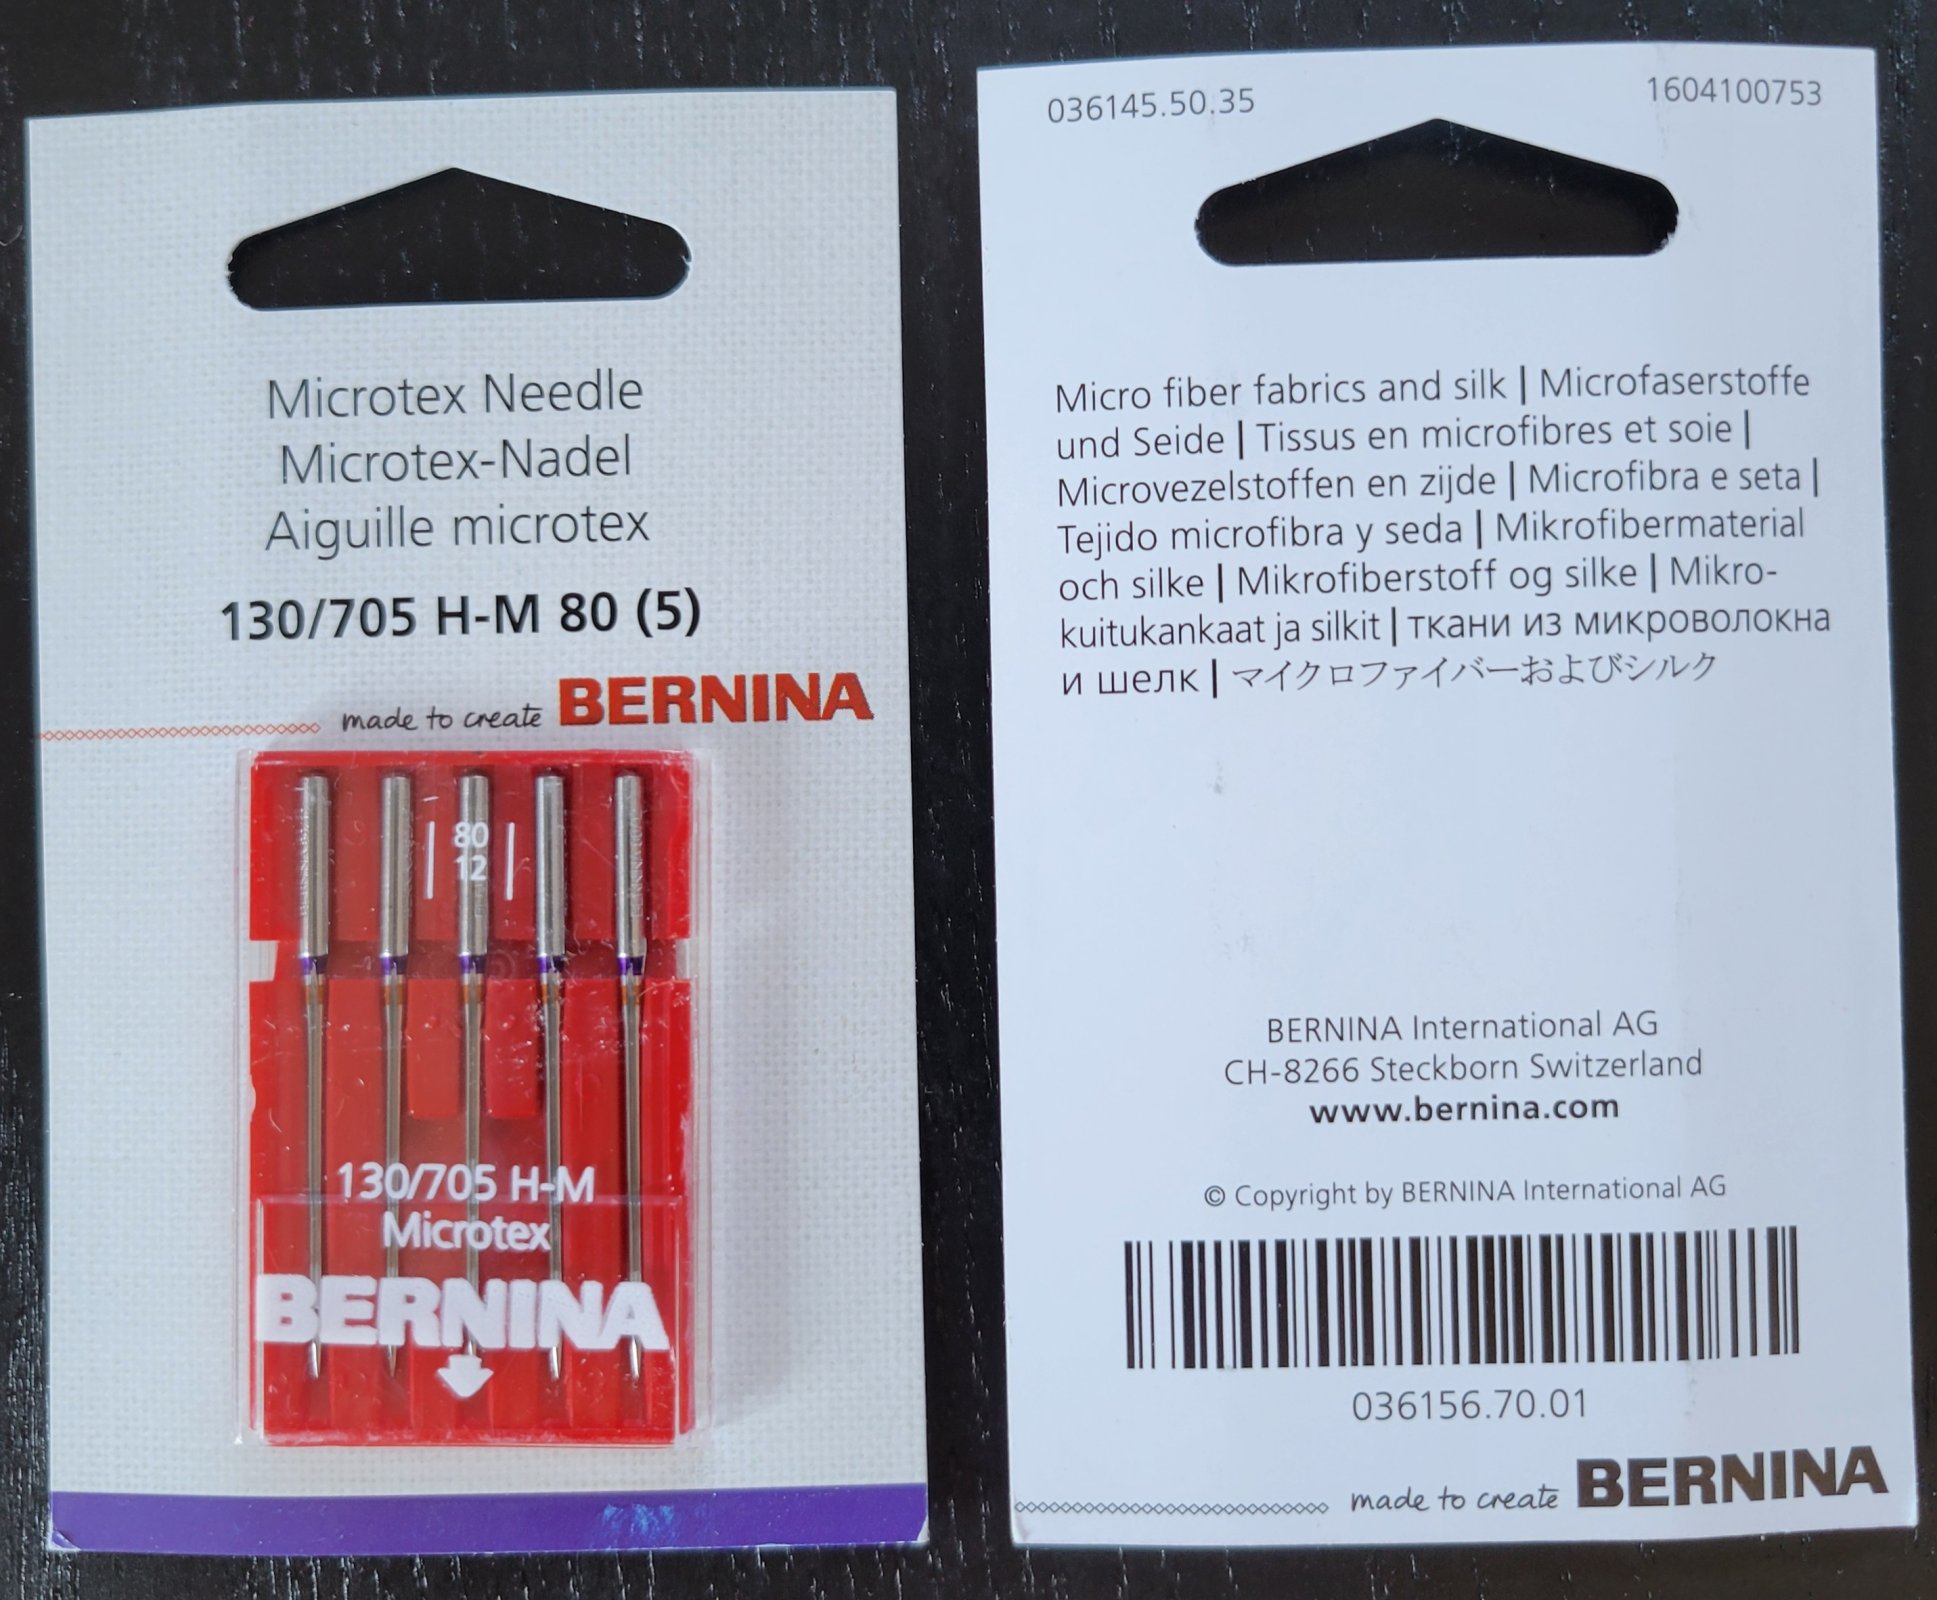 Microtex Needle
Microtex-Nadel
Aiguille microtex
130/705 H-M 80 (5)
made to create BERNINA
80
12
130/705 H-M
Microtex
BERNINA
036145.50.35
1604100753
Micro fiber fabrics and silk | Microfaserstoffe
und Seide | Tissus en microfibres et soie |
Microvezelstoffen en zijde | Microfibra e seta |
Tejido microfibra y seda | Mikrofibermaterial
och silke | Mikrofiberstoff og silke | Mikro-
kuitukankaat ja silkit | ткани из микроволокна
и шелк | マイクロファイバーおよびシルク
BERNINA International AG
CH-8266 Steckborn Switzerland
www.bernina.com
© Copyright by BERNINA International AG
036156.70.01
made to create BERNINA